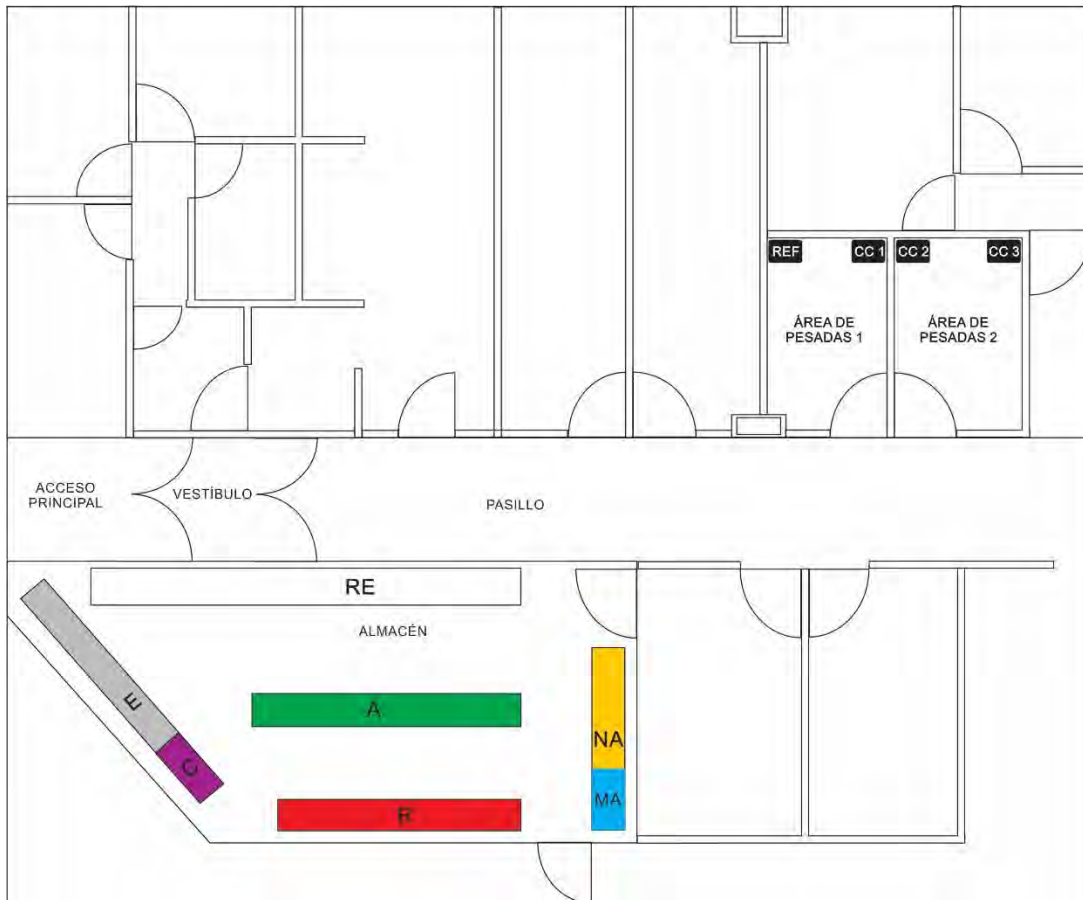 REF
CC 1
CC 2
CC 3
ÁREA DE
PESADAS 1
ÁREA DE
PESADAS 2
ACCESO
PRINCIPAL
VESTÍBULO
PASILLO
RE
ALMACÉN
E
C
A
R
NA
MA